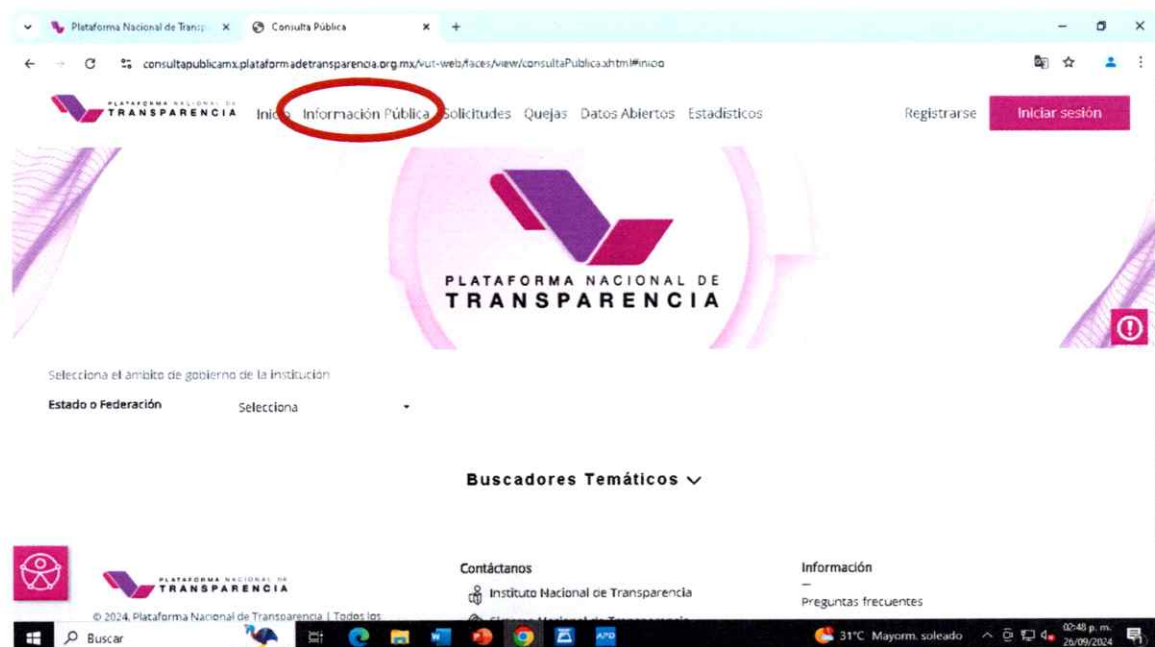 Plataforma Nacional de Transp
Consulta Pública
consultapublicamx.plataformadetransparencia.org.mx/vut-web/faces/view/consultaPublica.xhtml#inicio
PLATAFORMA NACIONAL DE
TRANSPARENCIA
Inicio Información Pública Solicitudes Quejas Datos Abiertos Estadísticos
Registrarse Iniciar sesión
PLATAFORMA NACIONAL DE
TRANSPARENCIA
Selecciona el ámbito de gobierno de la institución
Estado o Federación Selecciona
Buscadores Temáticos
PLATAFORMA NACIONAL DE
TRANSPARENCIA
© 2024, Plataforma Nacional de Transparencia | Todos los
Contáctanos
Instituto Nacional de Transparencia
Información
Preguntas frecuentes
Buscar
31°C Mayorm. soleado
02:48 p. m.
26/09/2024